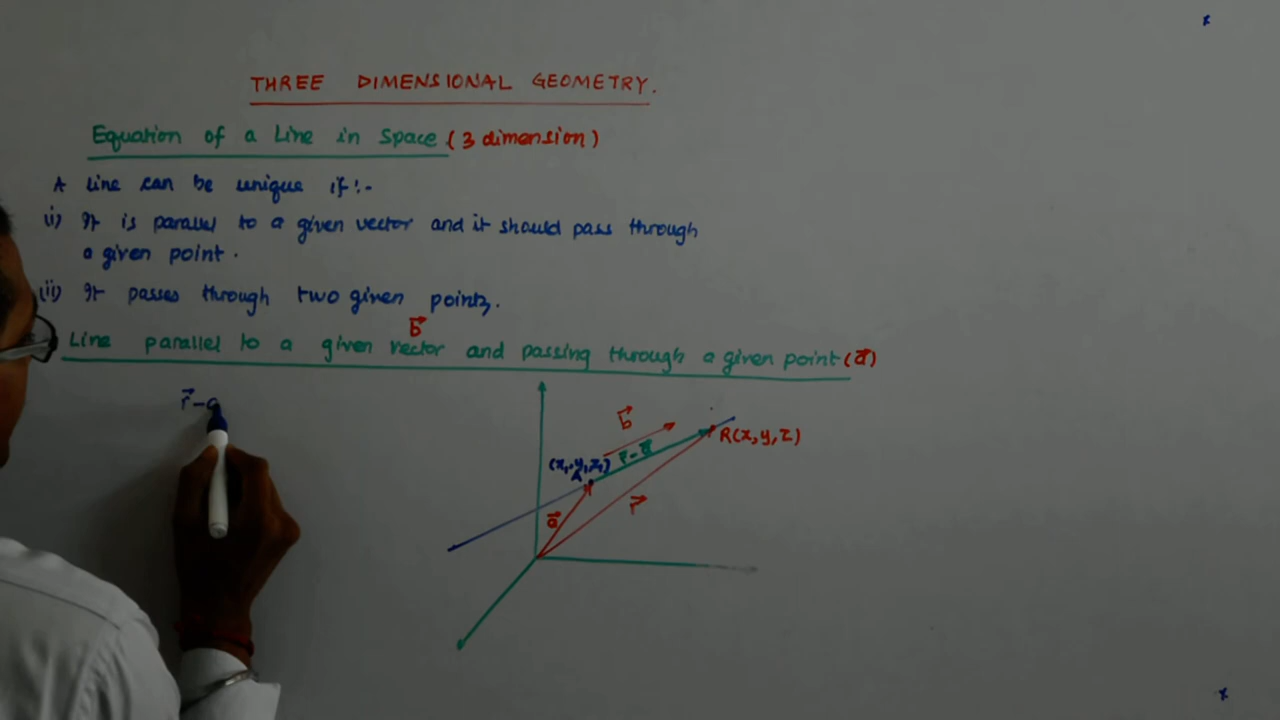 THREE DIMENSIONAL GEOMETRY.
Equation of a Line in Space (3 dimension)
A Line can be unique if :-
(i) It is parallel to a given vector and it should pass through
a given point.
(ii) It passes through two given points.
b⃗
Line parallel to a given vector and passing through a given point (a⃗)
r⃗-a
b⃗
R(x,y,z)
(x₁,y₁,z₁)
r⃗-a⃗
A
r⃗
a⃗